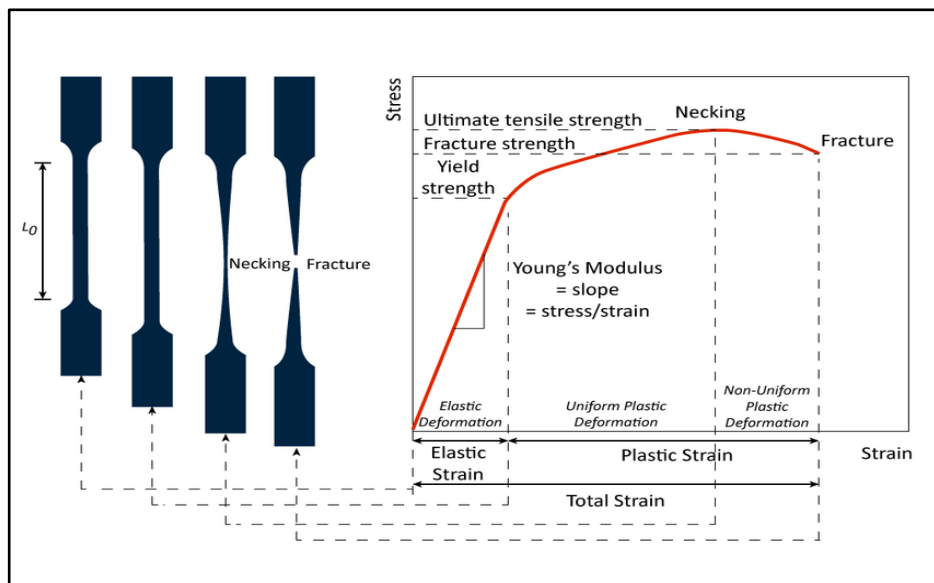 Stress
Ultimate tensile strength
Necking
Fracture strength
Fracture
Yield
strength
L0
Necking
Fracture
Young's Modulus
= slope
= stress/strain
Elastic
Deformation
Uniform Plastic
Deformation
Non-Uniform
Plastic
Deformation
Elastic
Strain
Plastic Strain
Strain
Total Strain